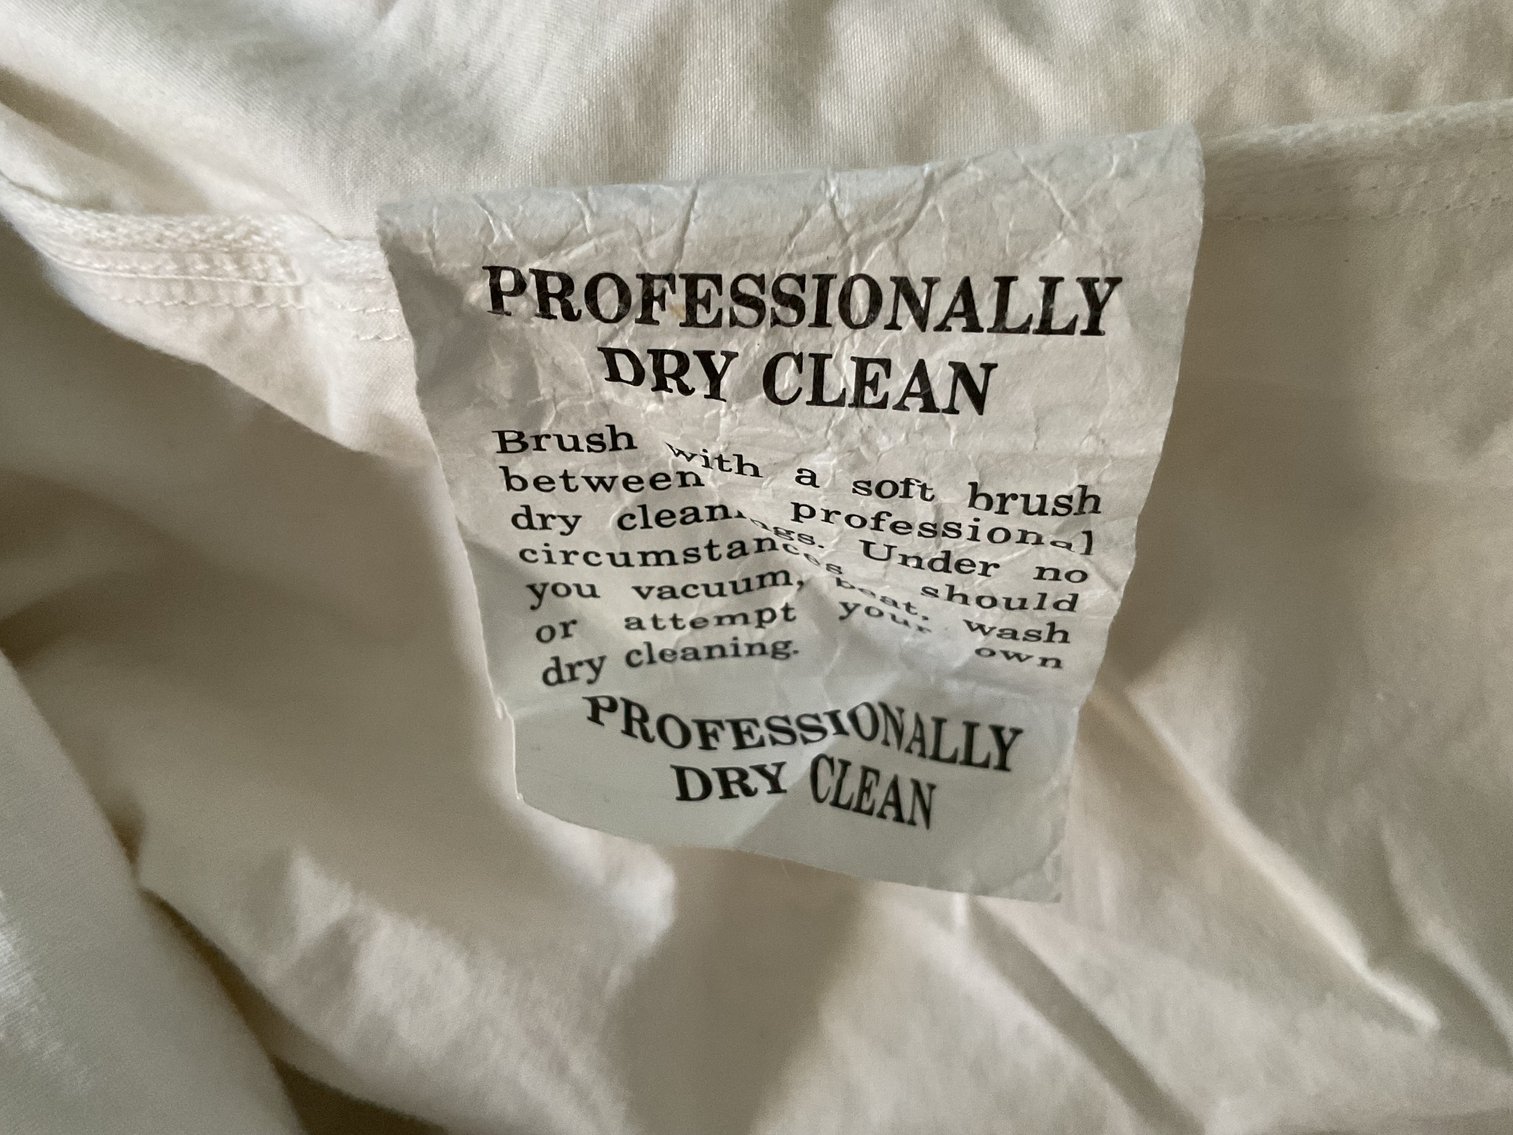 PROFESSIONALLY
DRY CLEAN
Brush with a soft brush
between professional
dry cleanings. Under no
circumstances should
you vacuum, beat, wash
or attempt your own
dry cleaning.
PROFESSIONALLY
DRY CLEAN